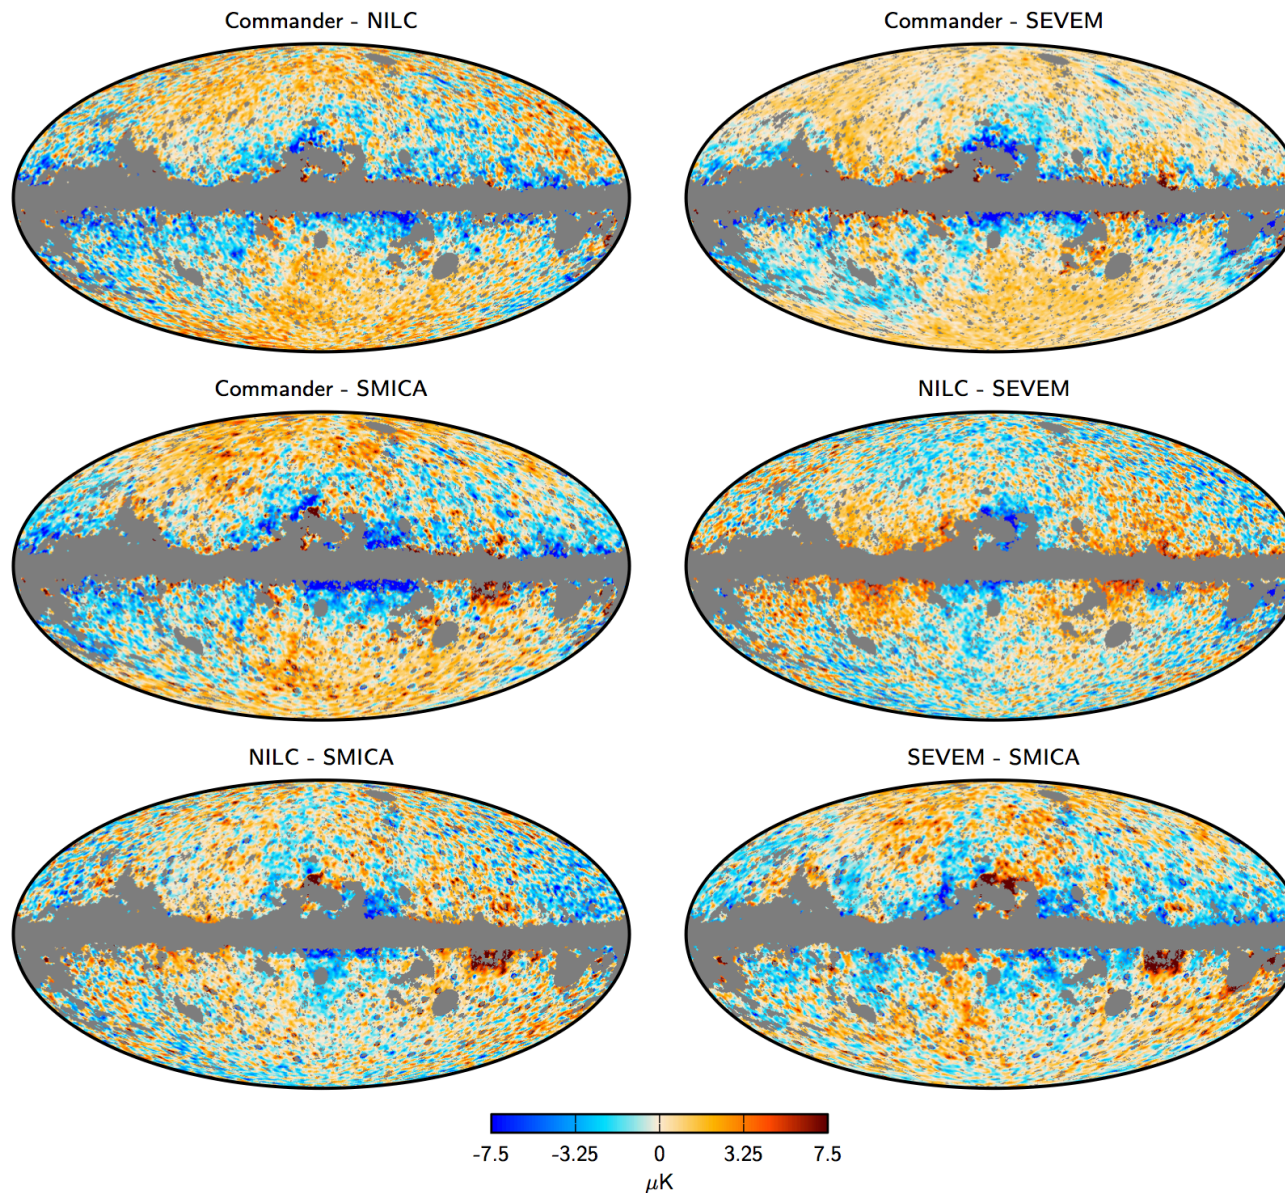 Commander - NILC
Commander - SEVEM
Commander - SMICA
NILC - SEVEM
NILC - SMICA
SEVEM - SMICA
-7.5 -3.25 0 3.25 7.5
μK